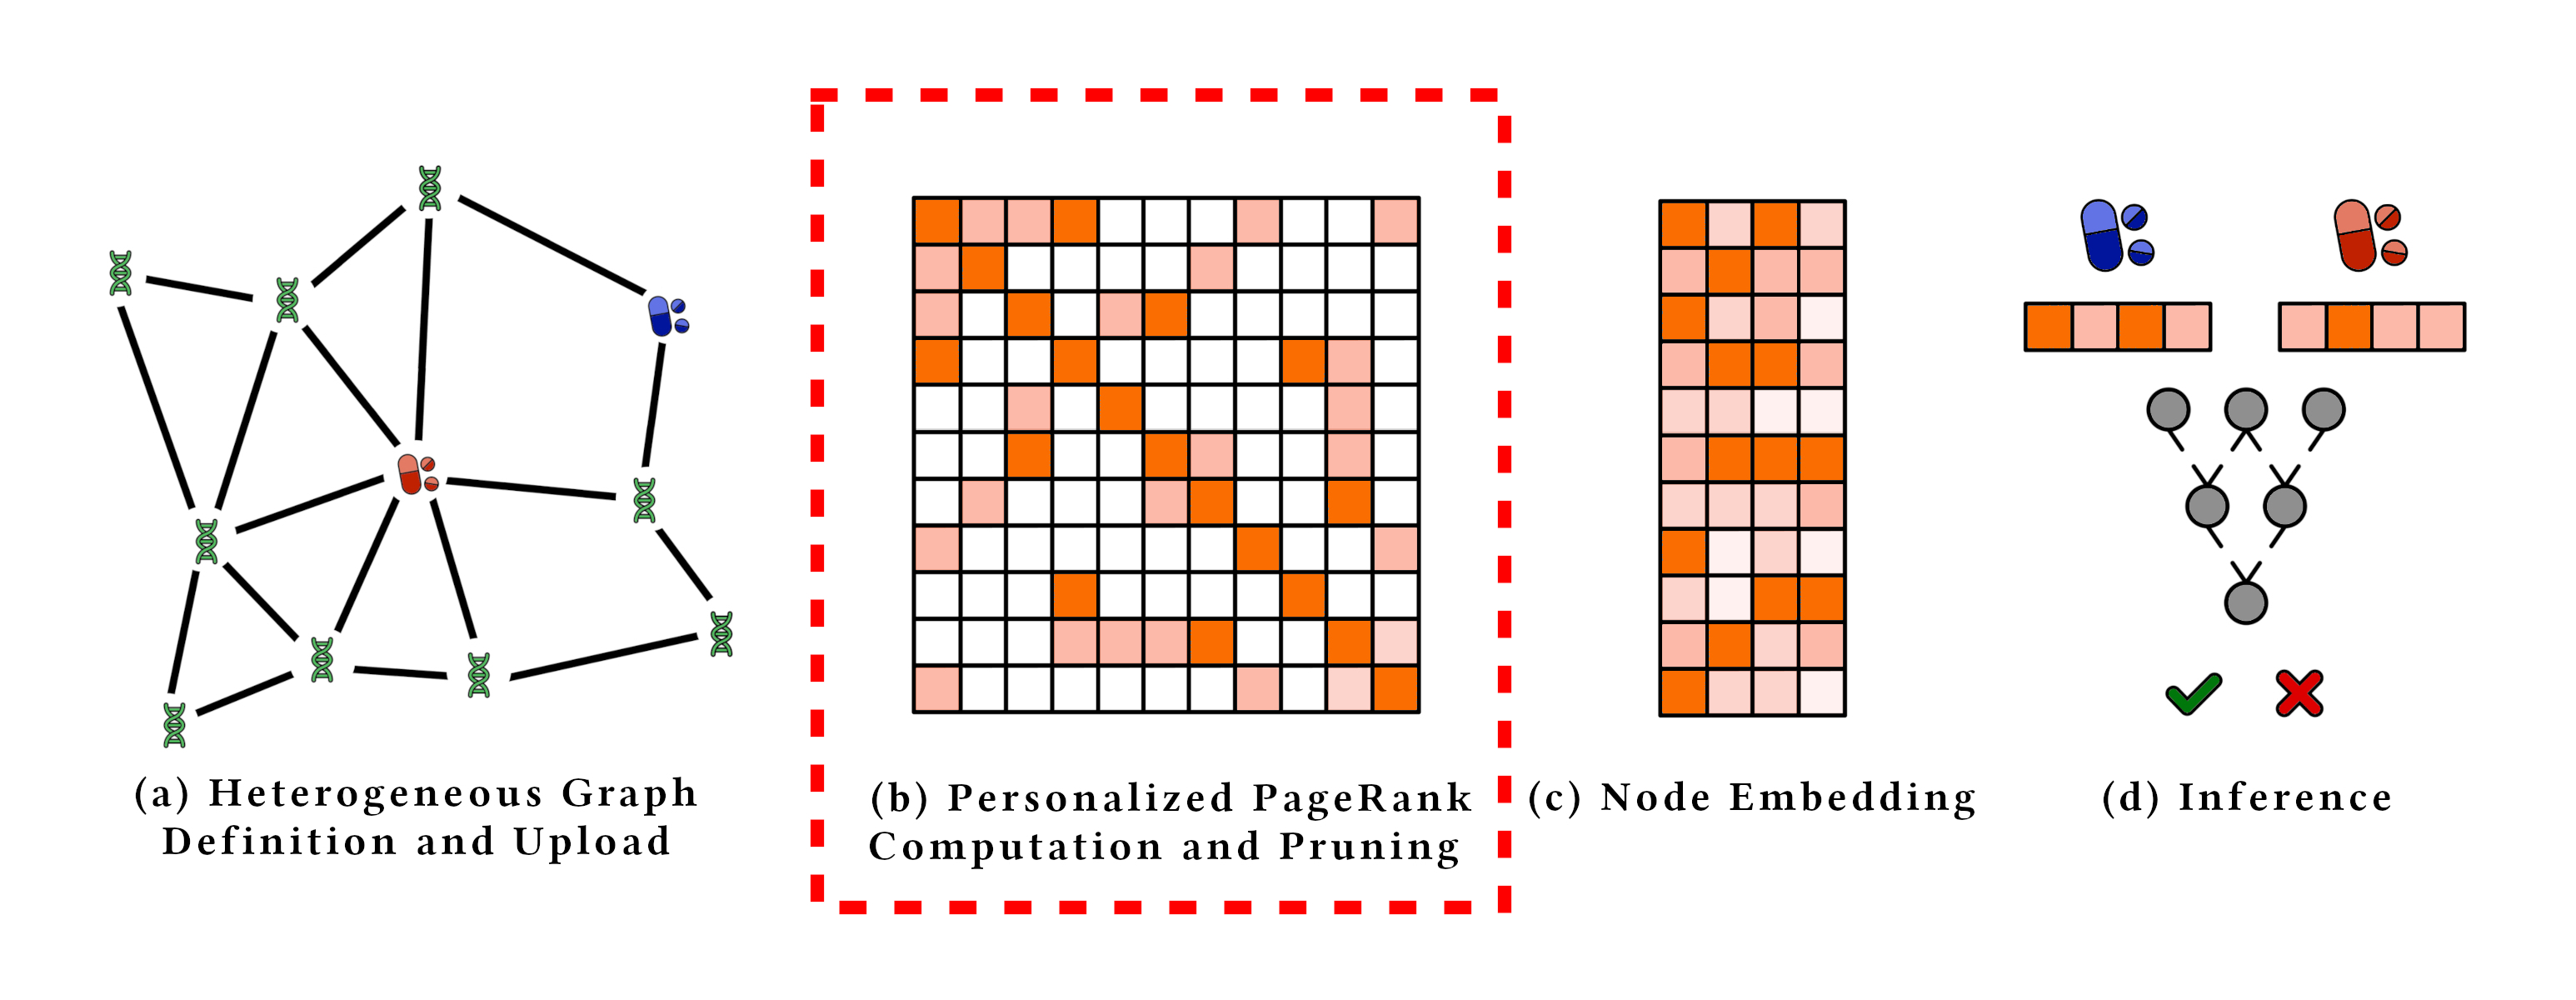 (a) Heterogeneous Graph
Definition and Upload
(b) Personalized PageRank
Computation and Pruning
(c) Node Embedding
(d) Inference